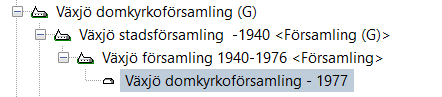 Växjö domkyrkoförsamling (G)
Växjö stadsförsamling -1940 <Församling (G)>
Växjö församling 1940-1976 <Församling>
Växjö domkyrkoförsamling - 1977